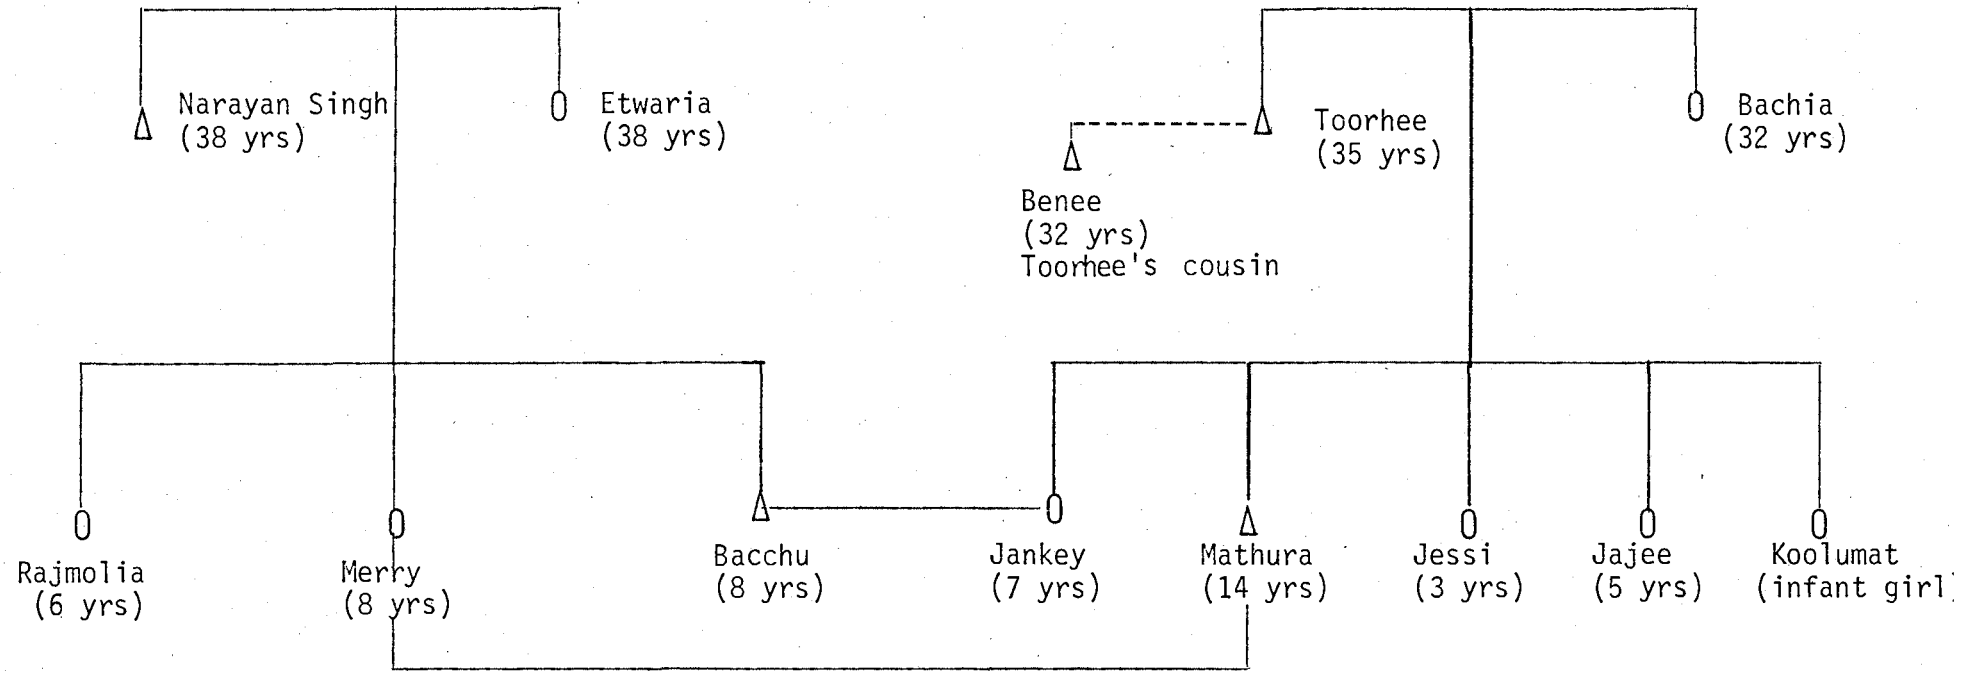 Narayan Singh
(38 yrs)
Etwaria
(38 yrs)
Toorhee
(35 yrs)
Bachia
(32 yrs)
Benee
(32 yrs)
Toorhee's cousin
Rajmolia
(6 yrs)
Merry
(8 yrs)
Bacchu
(8 yrs)
Jankey
(7 yrs)
Mathura
(14 yrs)
Jessi
(3 yrs)
Jajee
(5 yrs)
Koolumat
(infant girl)